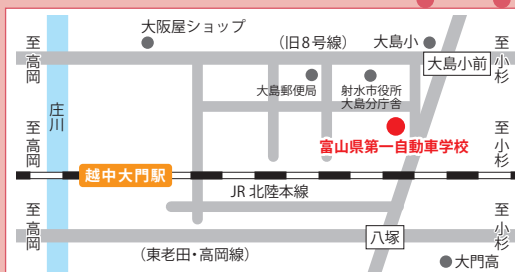 大阪屋ショップ
(旧8号線)
大島小
至高岡
至小杉
大島小前
大島郵便局
射水市役所
大島分庁舎
庄川
富山県第一自動車学校
至高岡
至小杉
越中大門駅
JR 北陸本線
至高岡
至小杉
八塚
(東老田・高岡線)
大門高